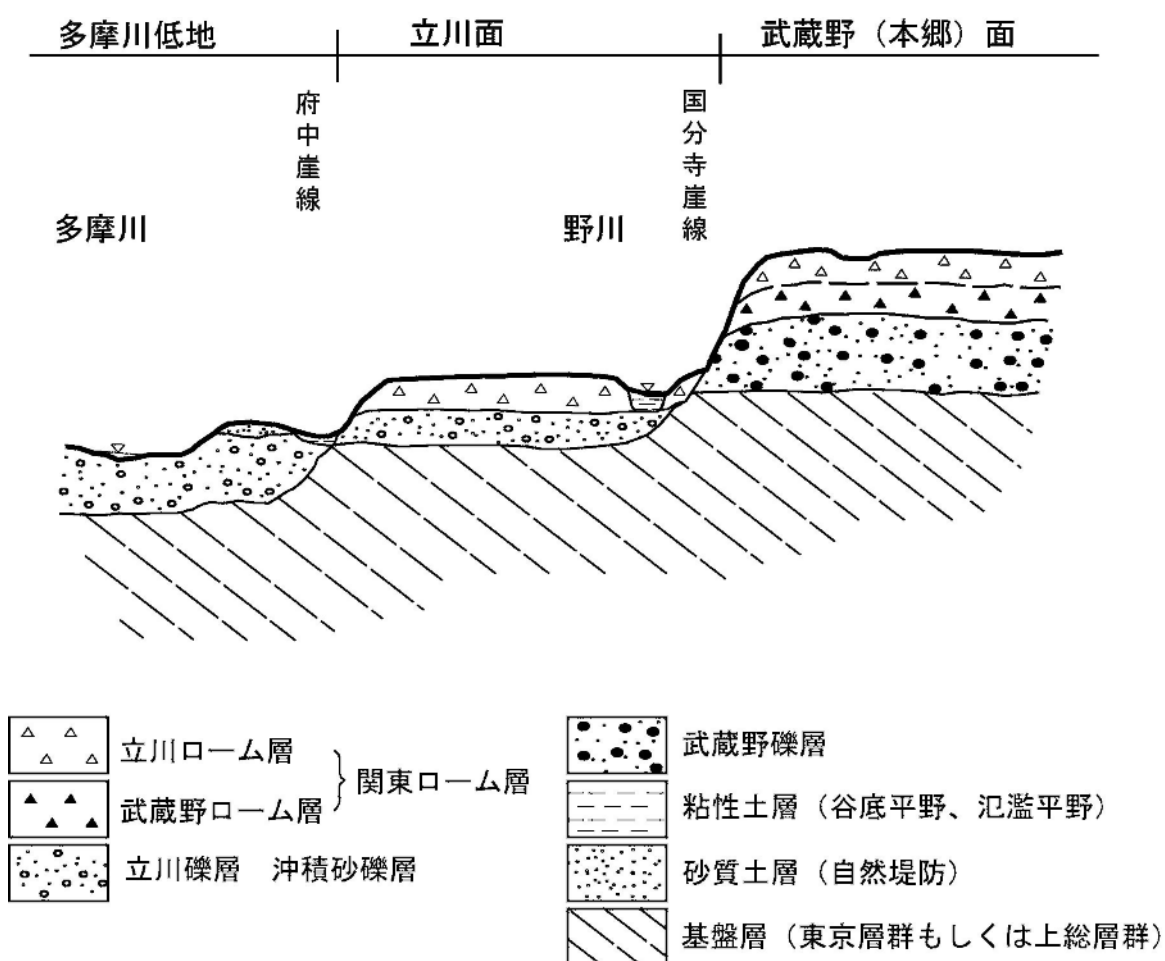 多摩川低地
立川面
武蔵野（本郷）面
府中崖線
国分寺崖線
多摩川
野川
立川ローム層
武蔵野ローム層
関東ローム層
立川礫層　沖積砂礫層
武蔵野礫層
粘性土層（谷底平野、氾濫平野）
砂質土層（自然堤防）
基盤層（東京層群もしくは上総層群）